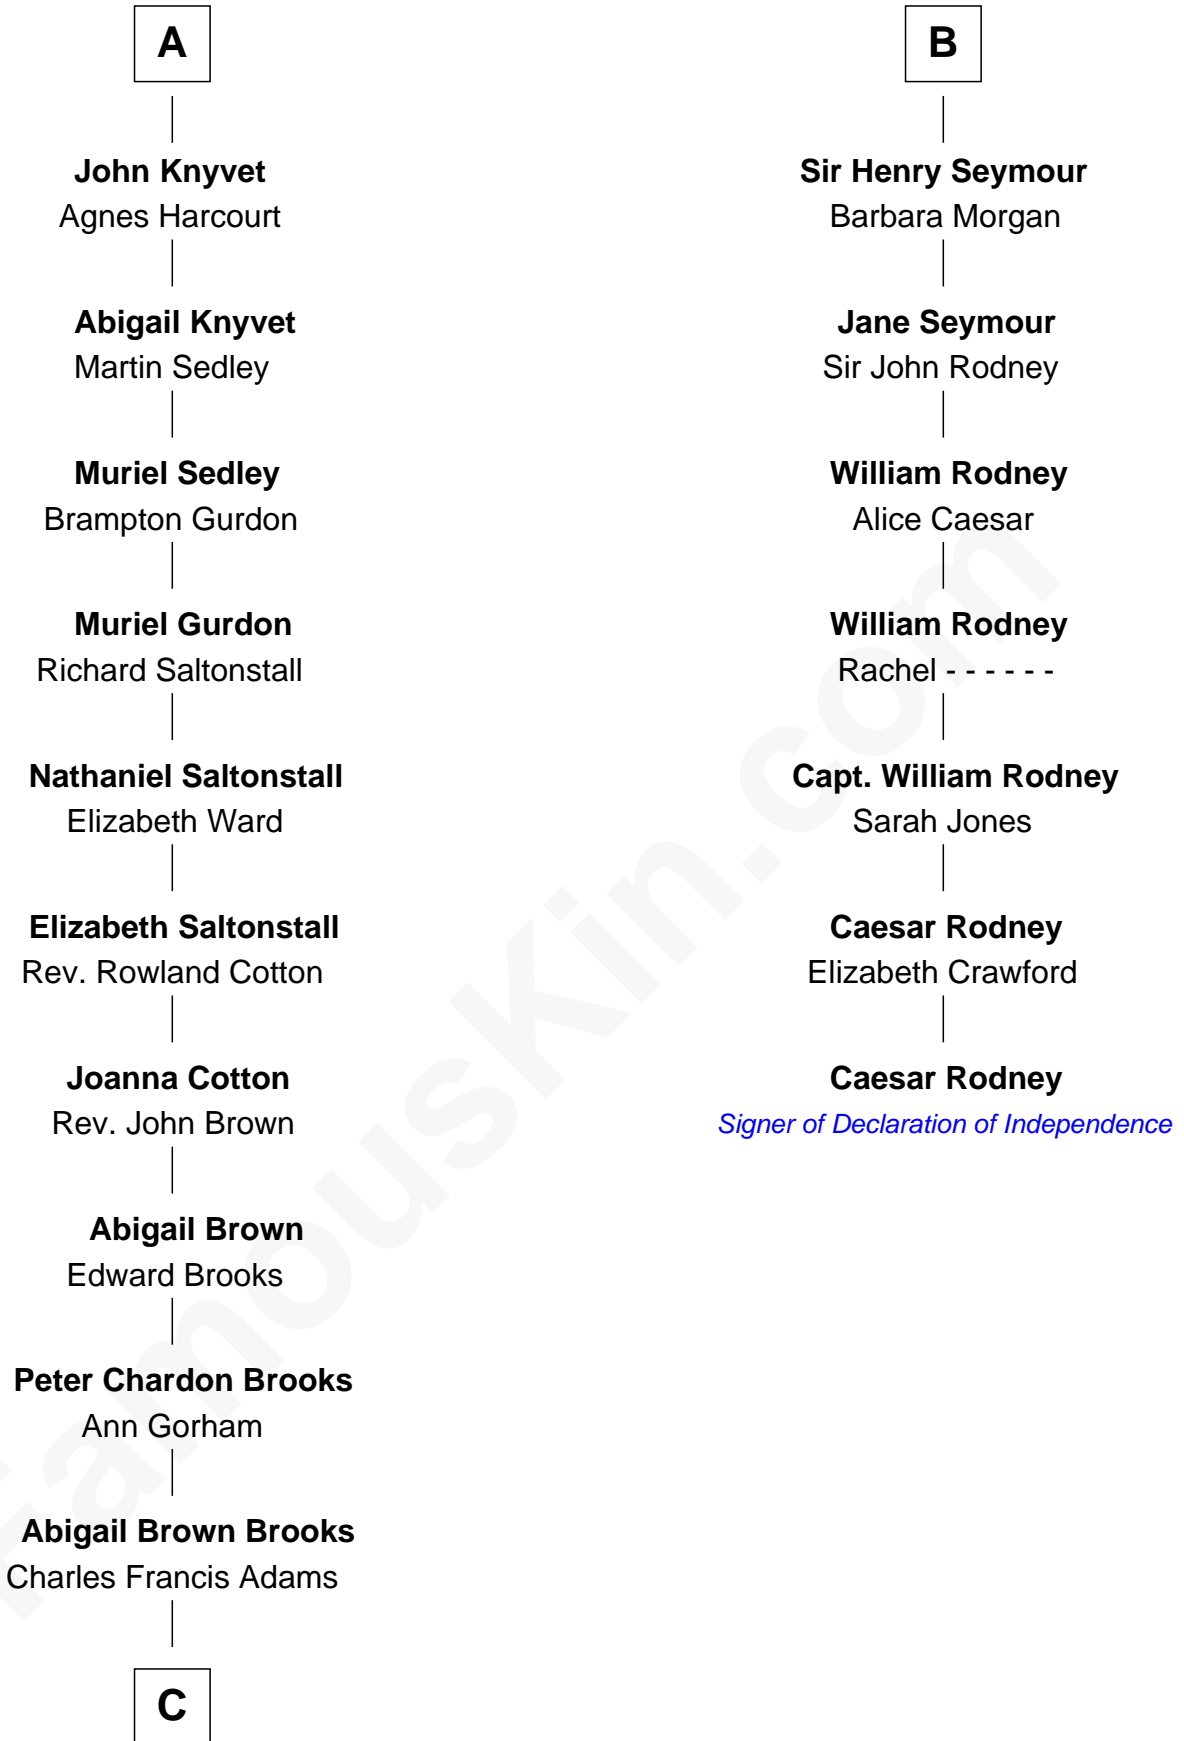 A
John Knyvet
Agnes Harcourt
Abigail Knyvet
Martin Sedley
Muriel Sedley
Brampton Gurdon
Muriel Gurdon
Richard Saltonstall
Nathaniel Saltonstall
Elizabeth Ward
Elizabeth Saltonstall
Rev. Rowland Cotton
Joanna Cotton
Rev. John Brown
Abigail Brown
Edward Brooks
Peter Chardon Brooks
Ann Gorham
Abigail Brown Brooks
Charles Francis Adams
C
B
Sir Henry Seymour
Barbara Morgan
Jane Seymour
Sir John Rodney
William Rodney
Alice Caesar
William Rodney
Rachel - - - - - -
Capt. William Rodney
Sarah Jones
Caesar Rodney
Elizabeth Crawford
Caesar Rodney
Signer of Declaration of Independence
FamousKin.com